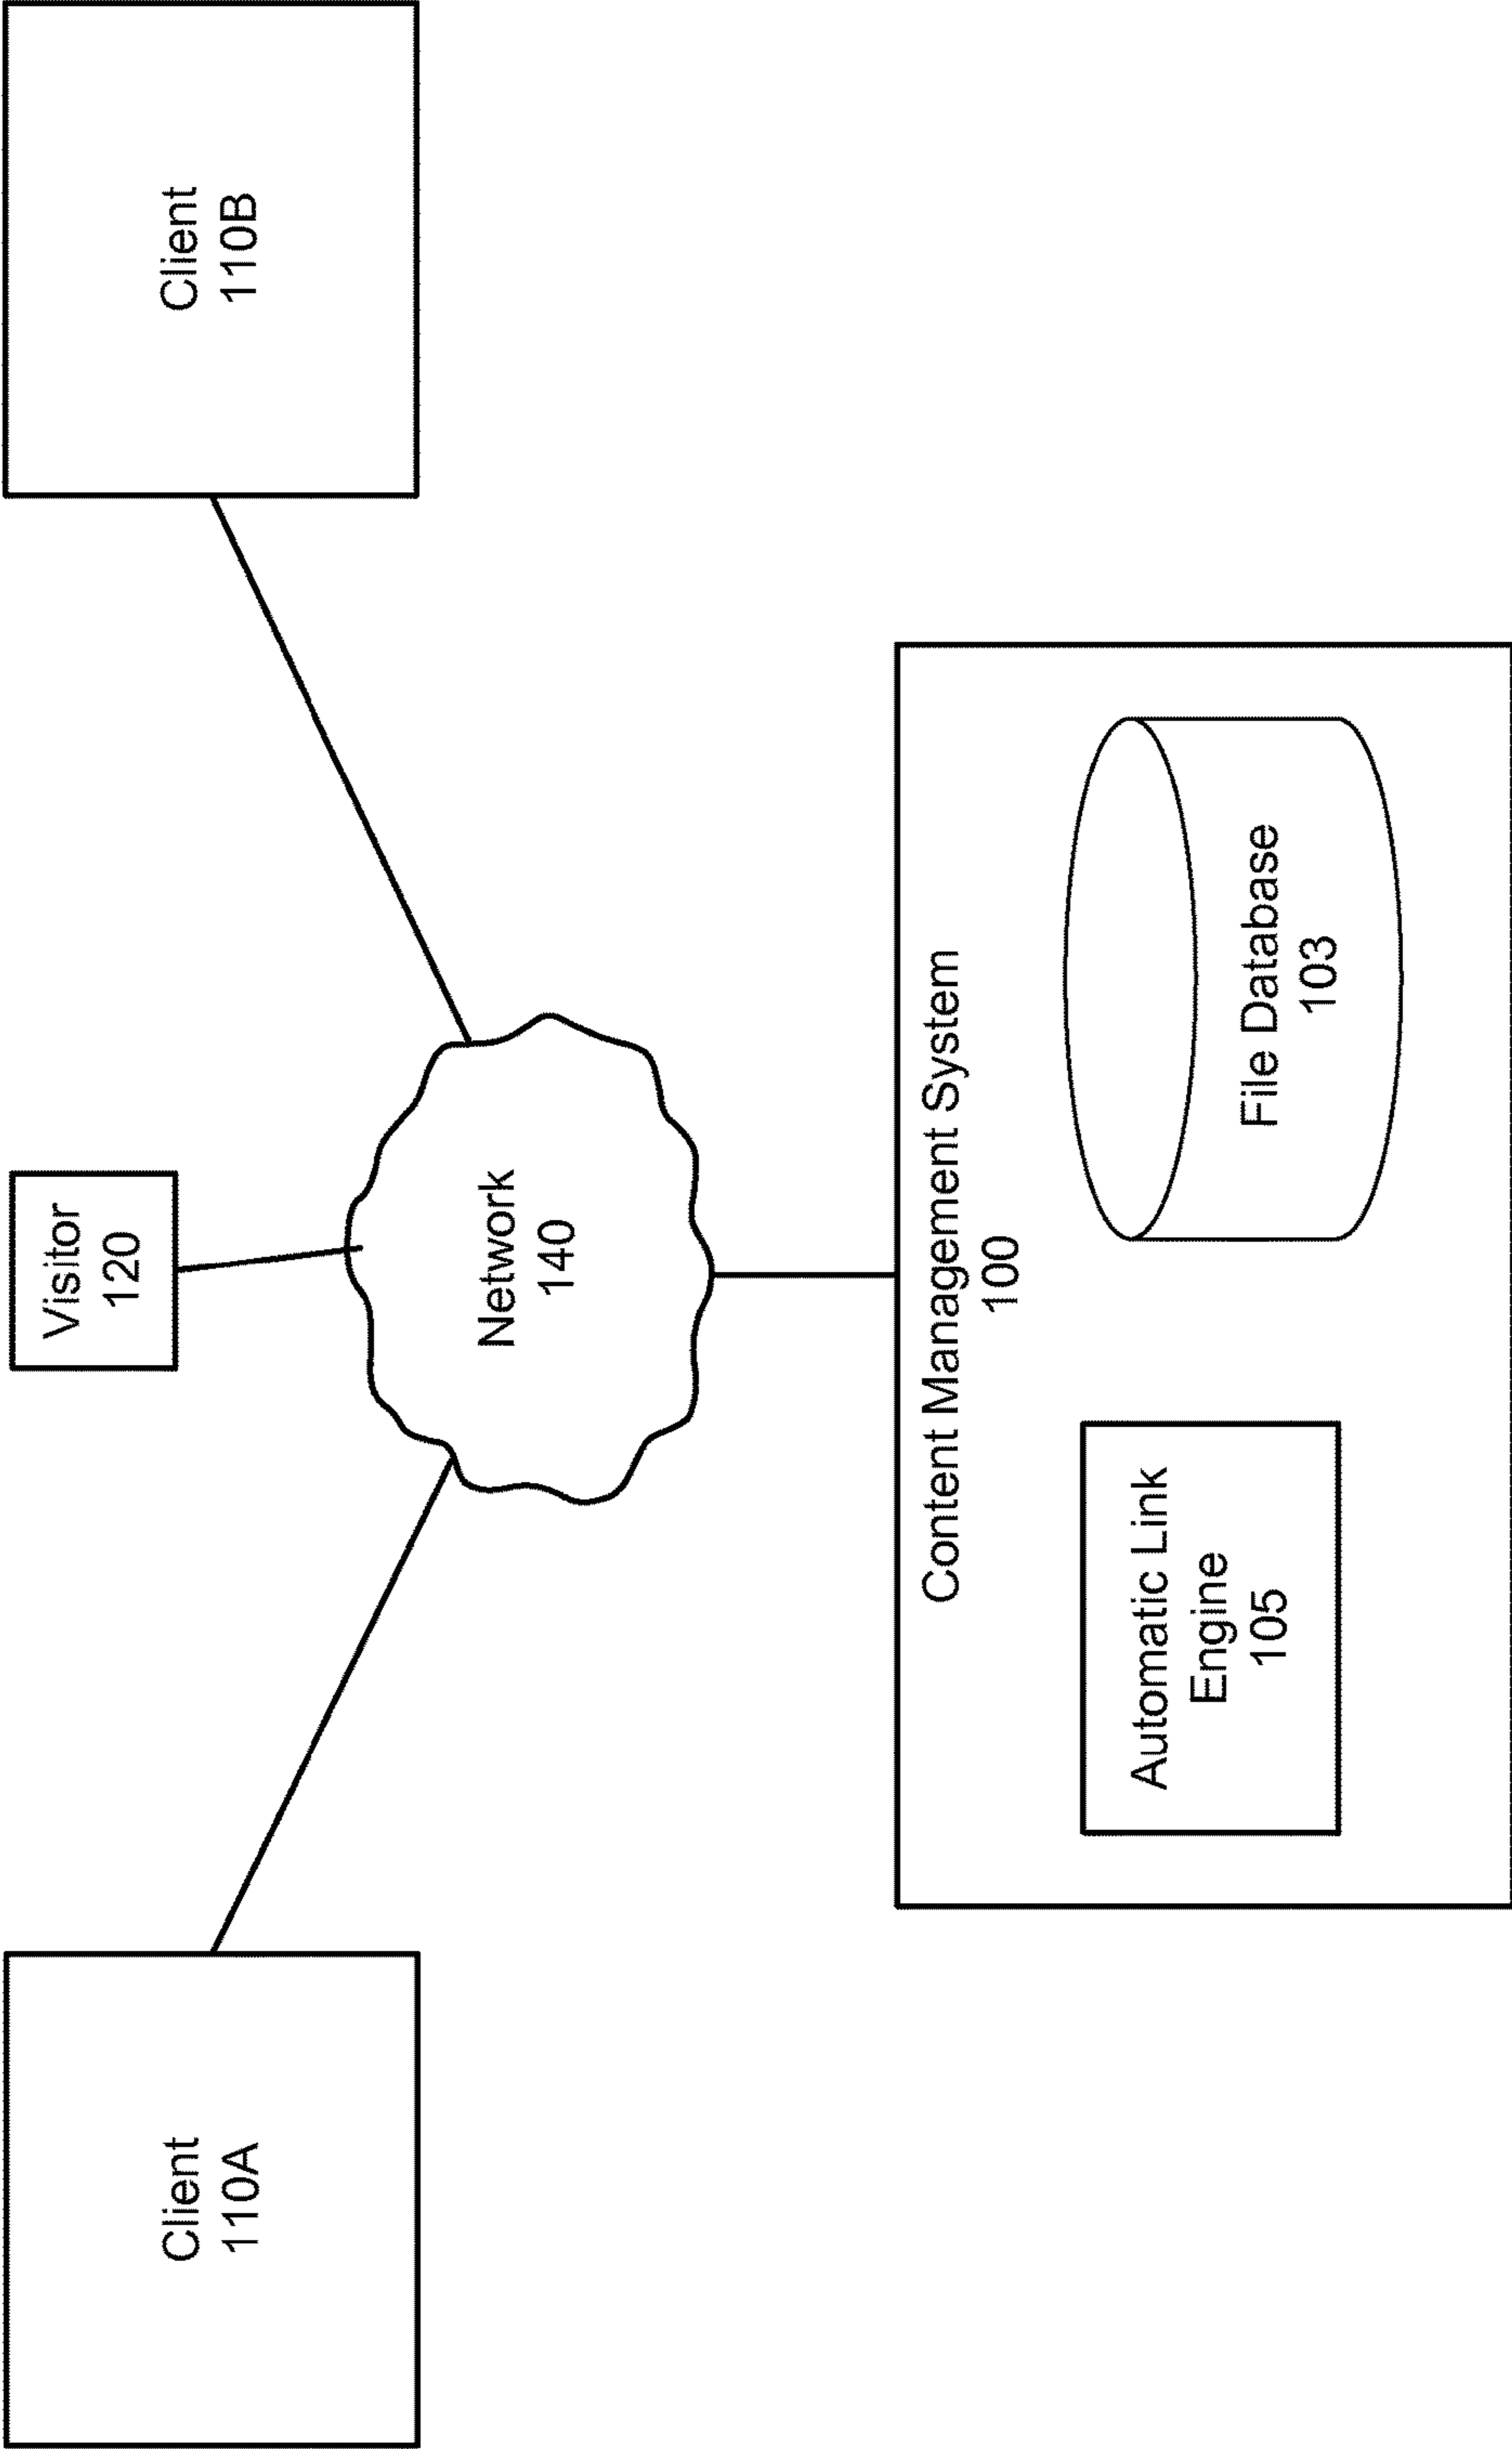 Client
110A
Visitor
120
Client
110B
Network
140
Content Management System
100
Automatic Link
Engine
105
File Database
103